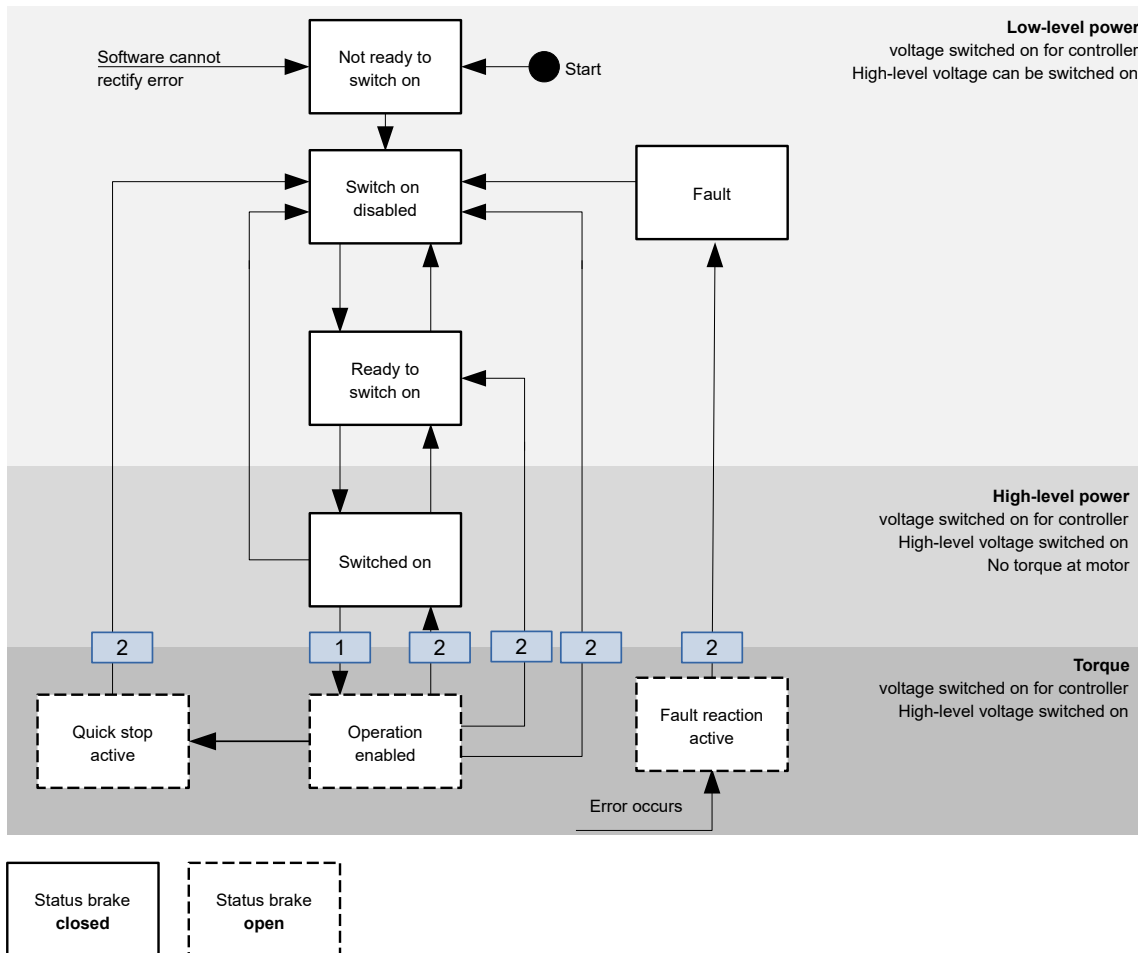 Low-level power
voltage switched on for controller
High-level voltage can be switched on
Software cannot
rectify error
Not ready to
switch on
Start
Switch on
disabled
Fault
Ready to
switch on
High-level power
voltage switched on for controller
High-level voltage switched on
No torque at motor
Switched on
2
1
2
2
2
2
Torque
voltage switched on for controller
High-level voltage switched on
Quick stop
active
Operation
enabled
Fault reaction
active
Error occurs
Status brake
closed
Status brake
open